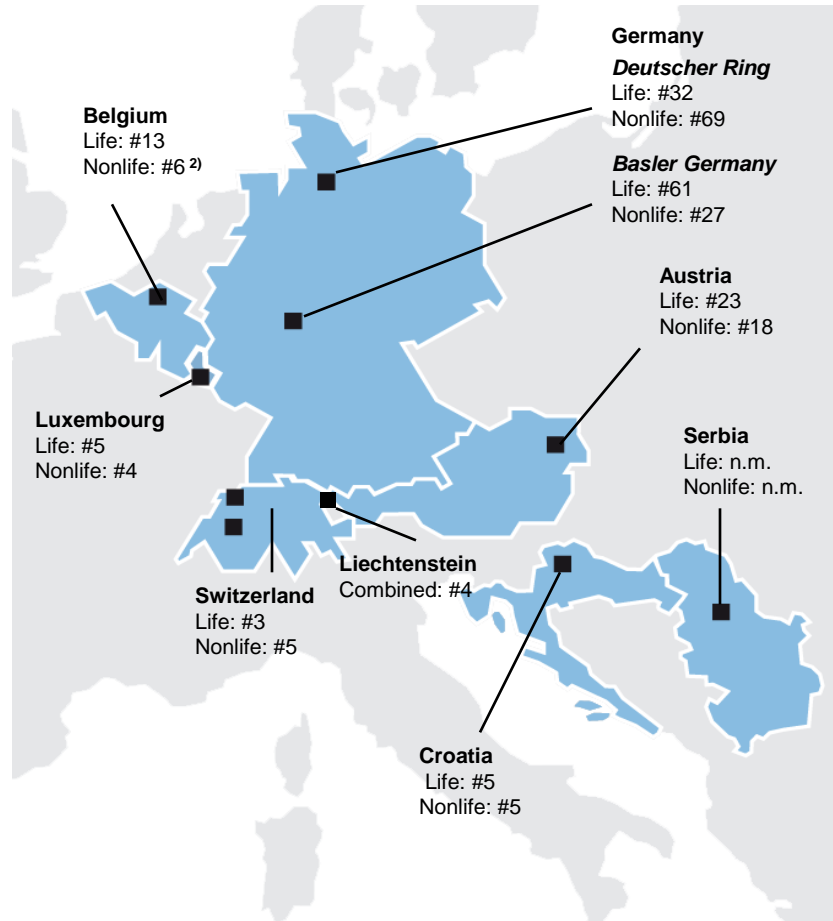 Germany
Deutscher Ring
Life: #32
Nonlife: #69
Basler Germany
Life: #61
Nonlife: #27
Belgium
Life: #13
Nonlife: #6 2)
Austria
Life: #23
Nonlife: #18
Luxembourg
Life: #5
Nonlife: #4
Serbia
Life: n.m.
Nonlife: n.m.
Liechtenstein
Combined: #4
Switzerland
Life: #3
Nonlife: #5
Croatia
Life: #5
Nonlife: #5